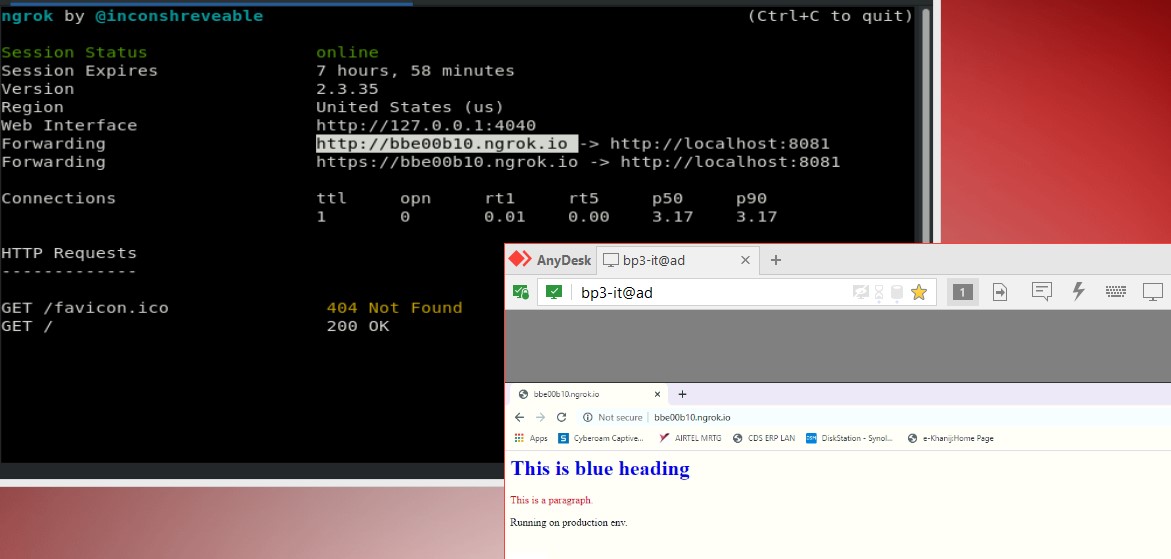 ngrok by @inconshreveable (Ctrl+C to quit)
Session Status online
Session Expires 7 hours, 58 minutes
Version 2.3.35
Region United States (us)
Web Interface http://127.0.0.1:4040
Forwarding http://bbe00b10.ngrok.io -> http://localhost:8081
Forwarding https://bbe00b10.ngrok.io -> http://localhost:8081
Connections ttl opn rt1 rt5 p50 p90
1 0 0.01 0.00 3.17 3.17
HTTP Requests
-------------
GET /favicon.ico 404 Not Found
GET / 200 OK
AnyDesk bp3-it@ad
bp3-it@ad 1
bbe00b10.ngrok.io
Not secure bbe00b10.ngrok.io
Apps S Cyberoam Captive... AIRTEL MRTG CDS ERP LAN DSM DiskStation - Synol... e-Khanij:Home Page
This is blue heading
This is a paragraph.
Running on production env.